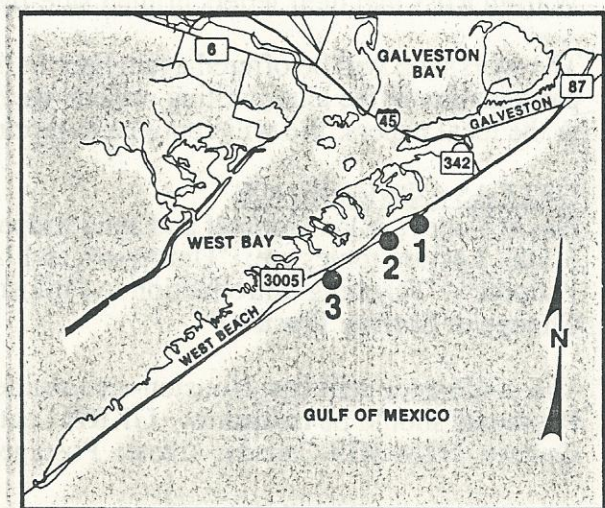 6
GALVESTON
BAY
87
45
GALVESTON
342
WEST BAY
1
2
3005
3
WEST BEACH
N
GULF OF MEXICO